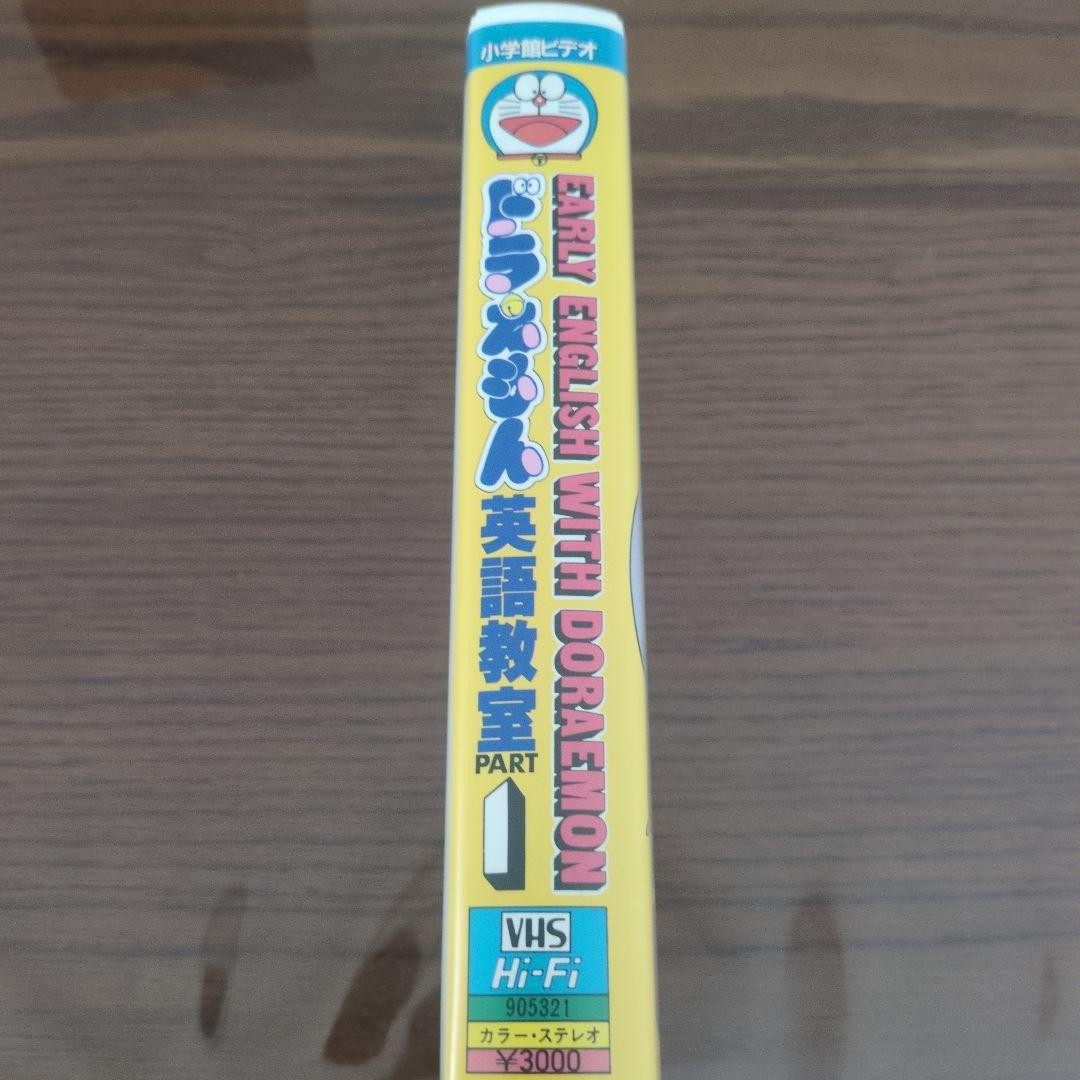 小学館ビデオ
ドラえもん
英語教室
PART
1
EARLY ENGLISH WITH DORAEMON
VHS
Hi-Fi
905321
カラー・ステレオ
¥3000